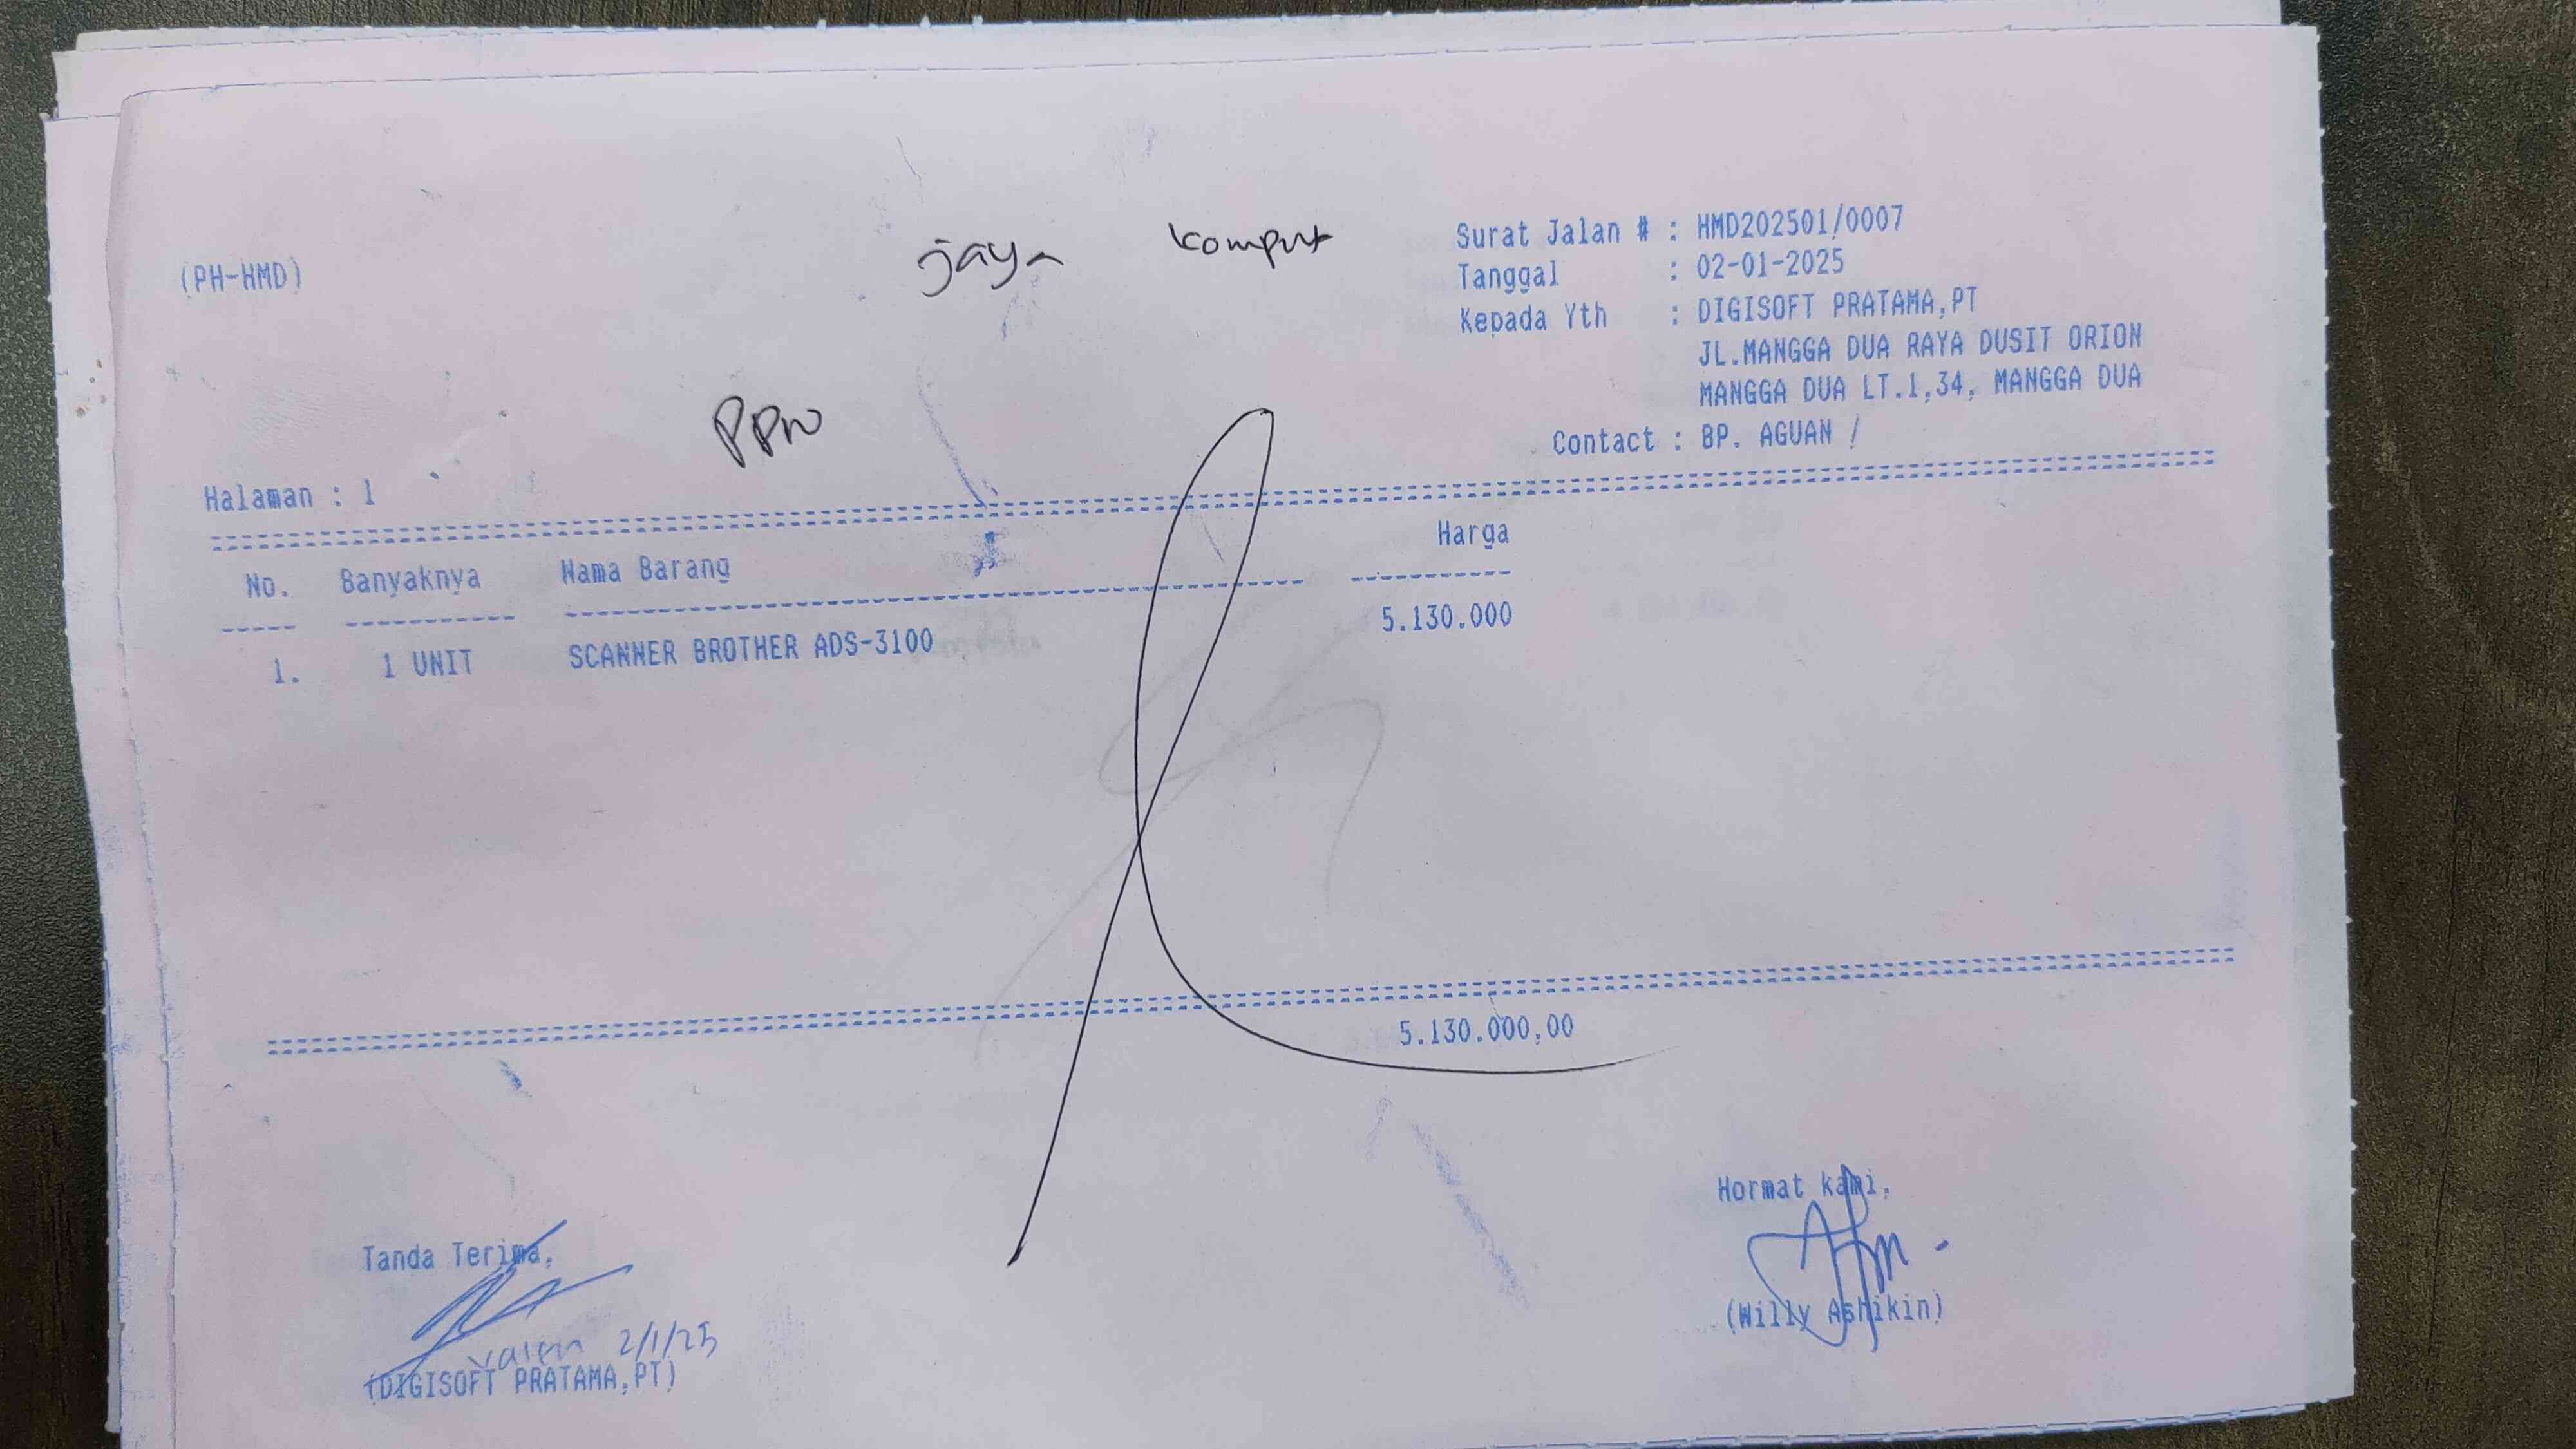 (PH-HMD)
jaya komput
Surat Jalan # : HMD202501/0007
Tanggal : 02-01-2025
Kepada Yth : DIGISOFT PRATAMA,PT
JL.MANGGA DUA RAYA DUSIT ORION
MANGGA DUA LT.1,34, MANGGA DUA
Contact : BP. AGUAN /
PPN
Halaman : 1
No. Banyaknya Nama Barang Harga
1. 1 UNIT SCANNER BROTHER ADS-3100 5.130.000
5.130.000,00
Tanda Terima, Hormat kami,
valen 2/1/25
(DIGISOFT PRATAMA,PT) (Willy Ashikin)